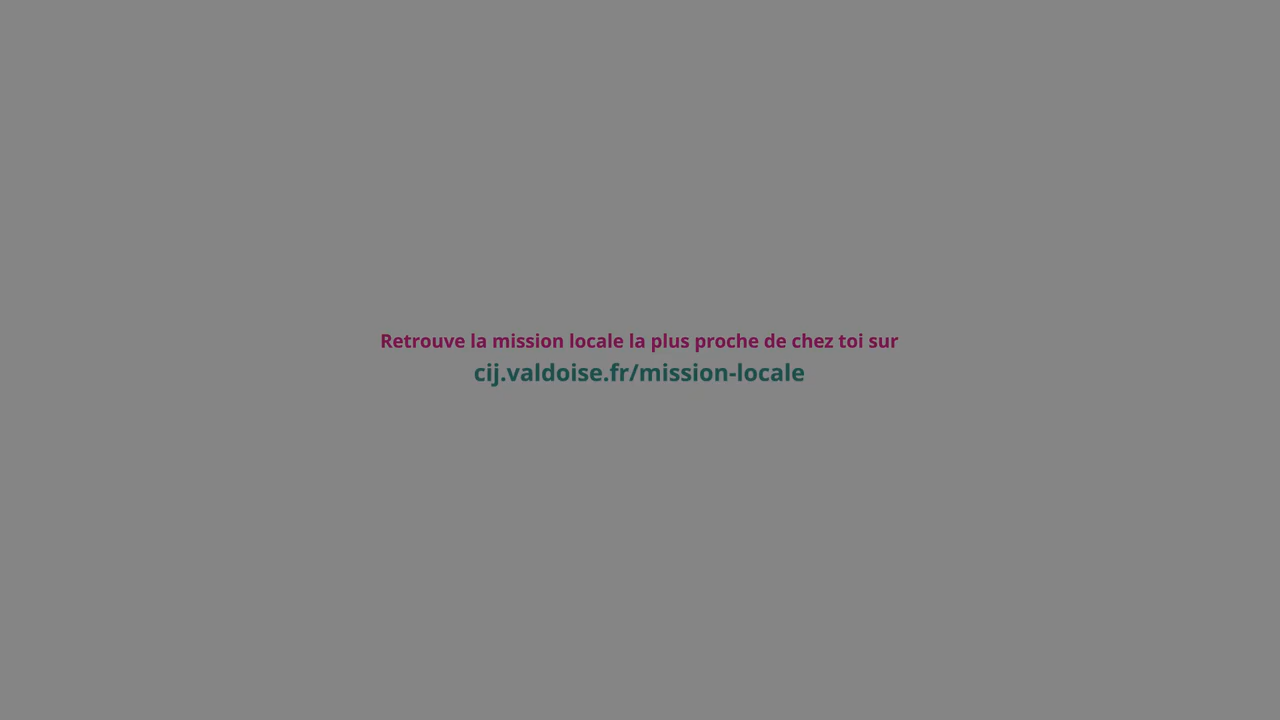 Retrouve la mission locale la plus proche de chez toi sur
cij.valdoise.fr/mission-locale